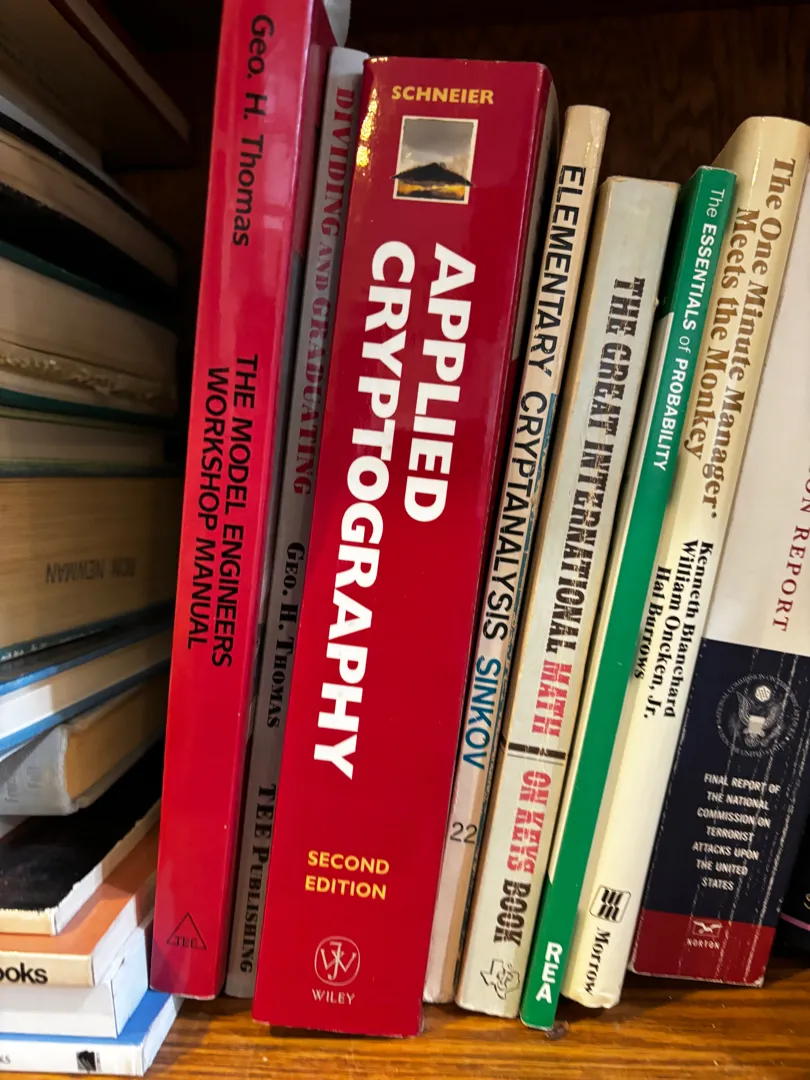 Geo. H. Thomas
THE MODEL ENGINEERS
WORKSHOP MANUAL
TEE
DIVIDING AND GRADUATING
GEO. H. THOMAS
TEE PUBLISHING
SCHNEIER
APPLIED
CRYPTOGRAPHY
SECOND
EDITION
WILEY
ELEMENTARY CRYPTANALYSIS SINKOV
22
THE GREAT INTERNATIONAL MATH
ON KEYS BOOK
The ESSENTIALS of PROBABILITY
REA
The One Minute Manager®
Meets the Monkey
Kenneth Blanchard
William Oncken, Jr.
Hal Burrows
Morrow
ON REPORT
FINAL REPORT OF
THE NATIONAL
COMMISSION ON
TERRORIST
ATTACKS UPON
THE UNITED
STATES
NORTON
RON NEWMAN
ooks